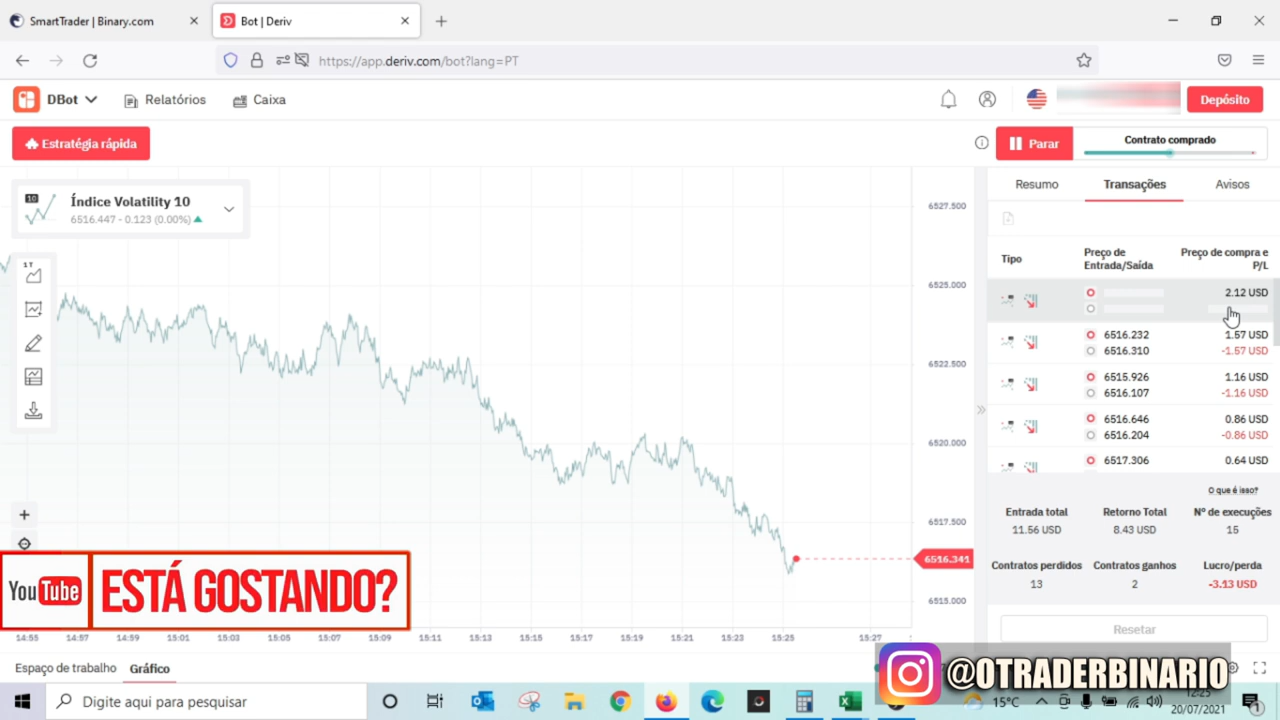 SmartTrader | Binary.com
Bot | Deriv
https://app.deriv.com/bot?lang=PT
DBot
Relatórios
Caixa
Depósito
Estratégia rápida
Parar
Contrato comprado
10
Índice Volatility 10
6516.447 - 0.123 (0.00%)
1 T
Resumo
Transações
Avisos
Tipo
Preço de Entrada/Saída
Preço de compra e P/L
2.12 USD
6516.232
1.57 USD
6516.310
-1.57 USD
6515.926
1.16 USD
6516.107
-1.16 USD
6516.646
0.86 USD
6516.204
-0.86 USD
6517.306
0.64 USD
6527.500
6525.000
6522.500
6520.000
6517.500
6516.341
6515.000
O que é isso?
Entrada total
Retorno Total
Nº de execuções
11.56 USD
8.43 USD
15
Contratos perdidos
Contratos ganhos
Lucro/perda
13
2
-3.13 USD
Resetar
YouTube
ESTÁ GOSTANDO?
14:55
14:57
14:59
15:01
15:03
15:05
15:07
15:09
15:11
15:13
15:15
15:17
15:19
15:21
15:23
15:25
15:27
Espaço de trabalho
Gráfico
@OTRADERBINARIO
Digite aqui para pesquisar
15°C
12:25
20/07/2021
1